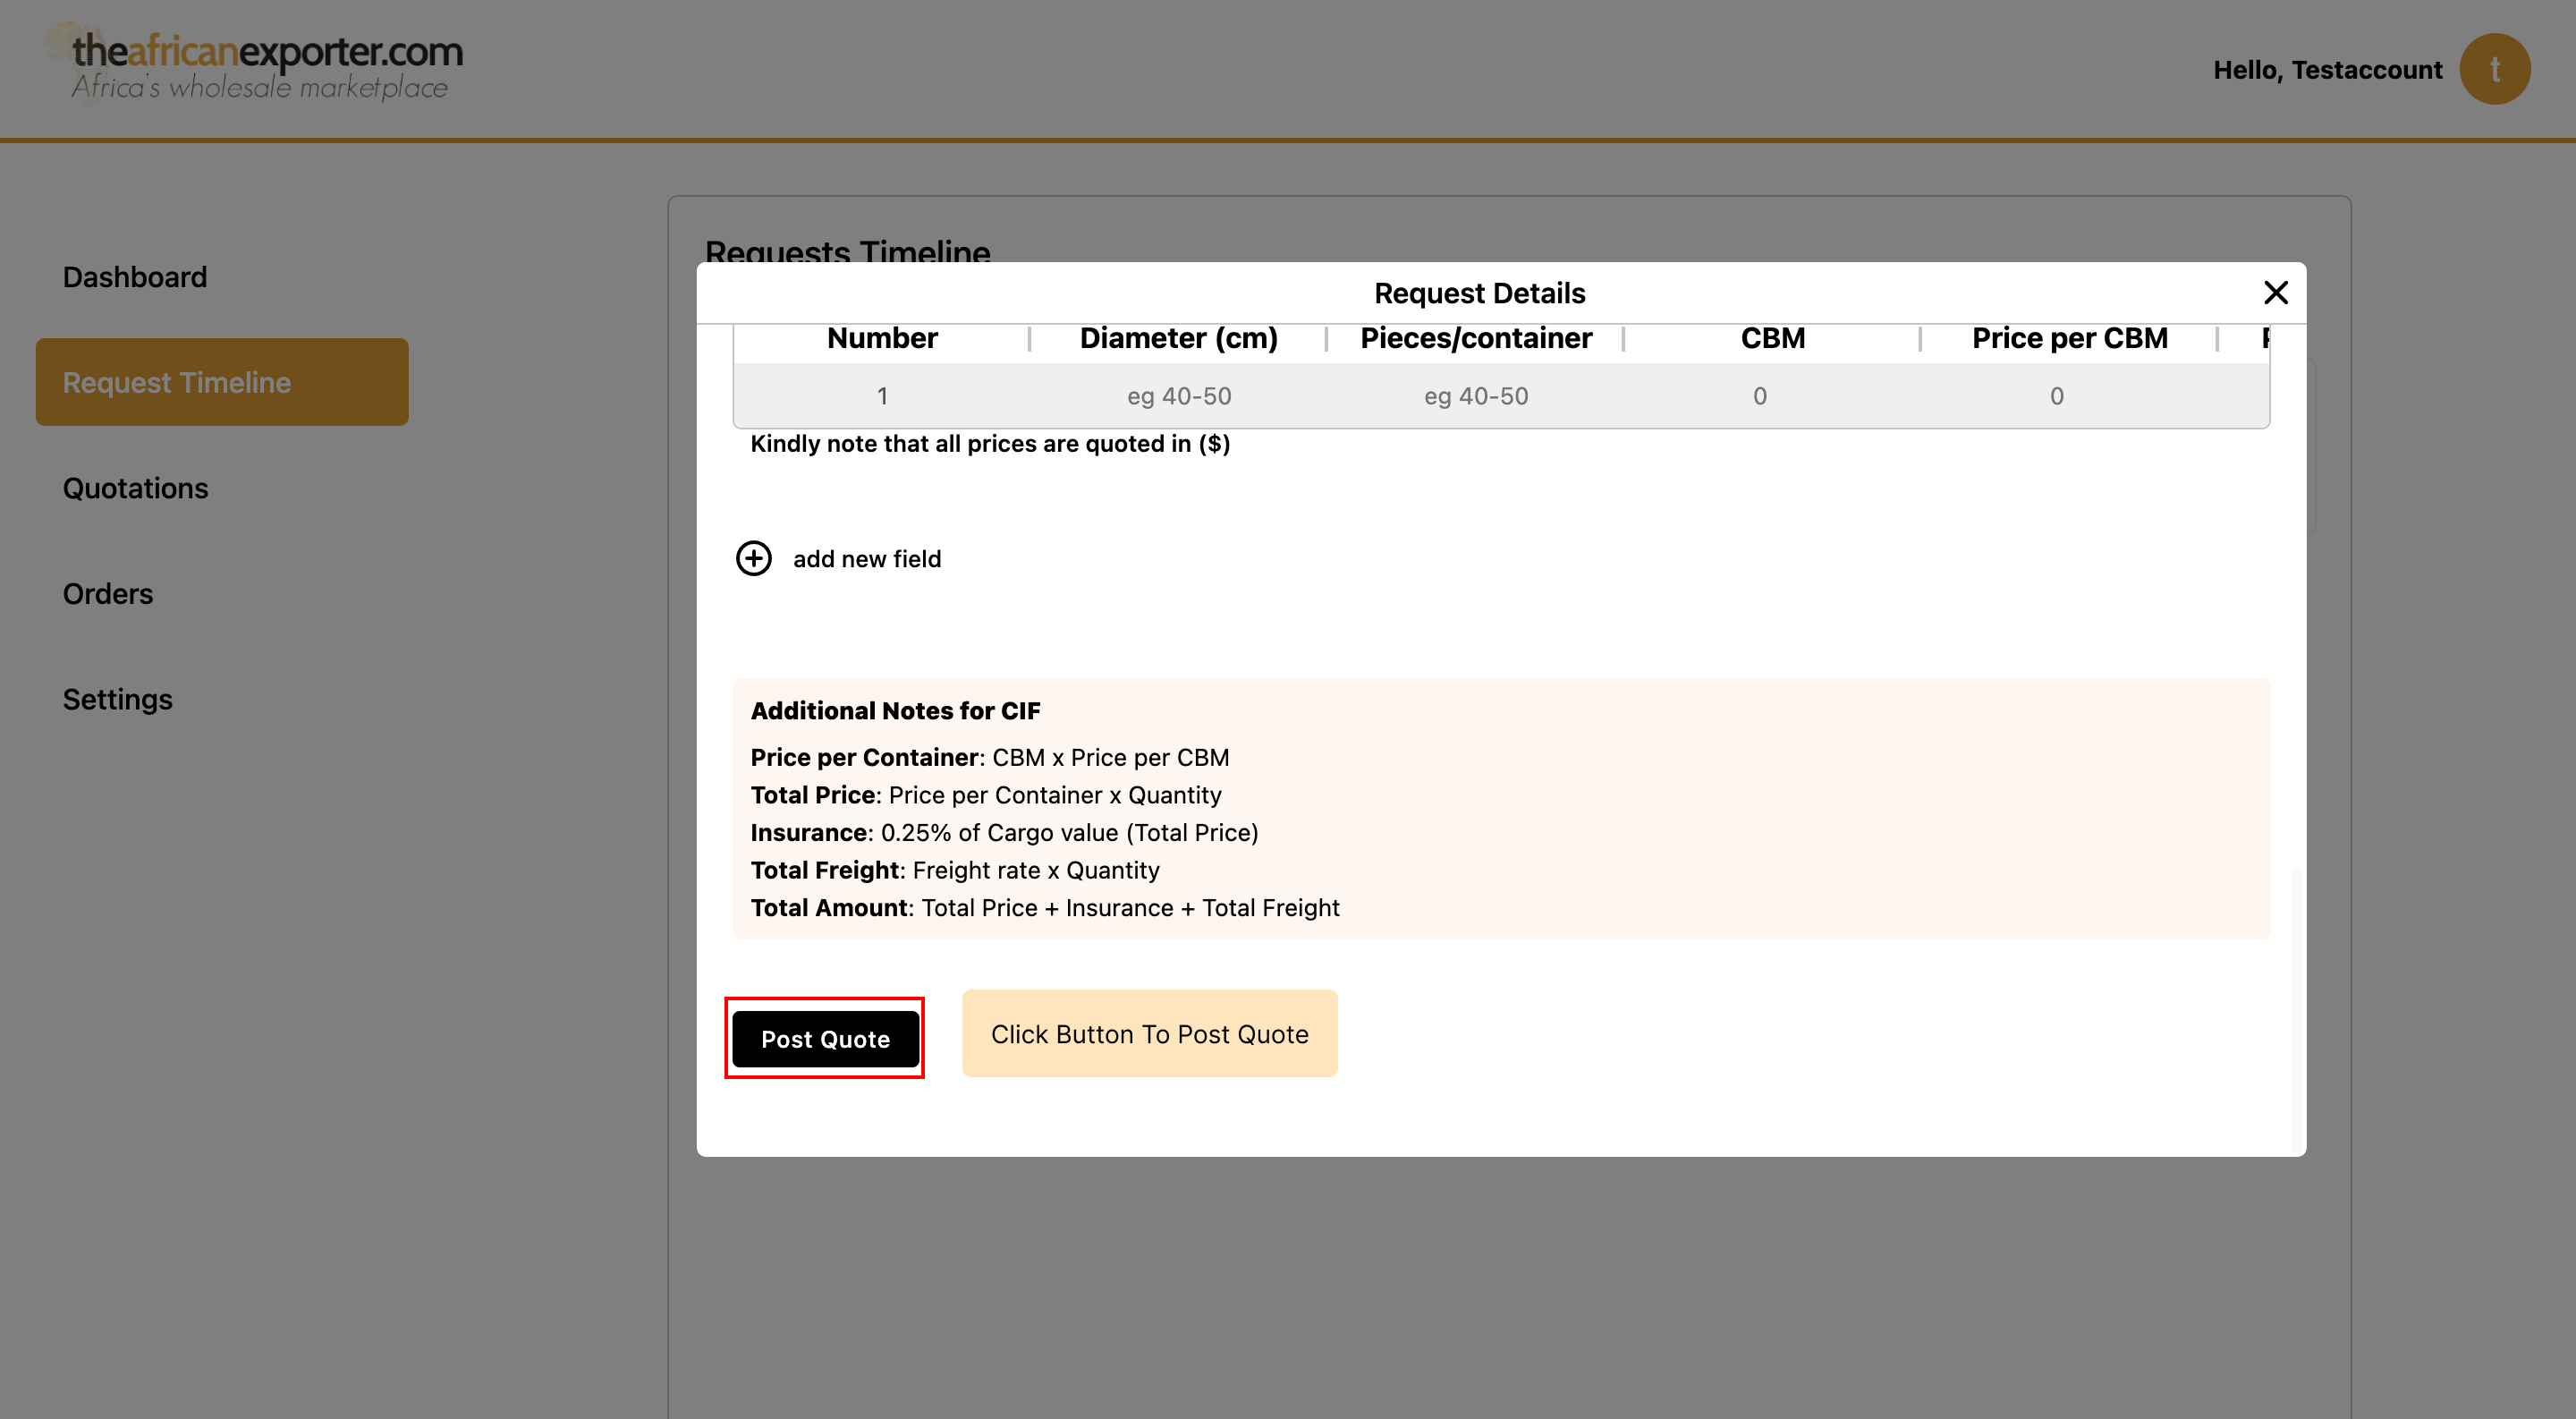 theafricanexporter.com
Africa's wholesale marketplace
Hello, Testaccount
t
Dashboard
Request Timeline
Quotations
Orders
Settings
Requests Timeline
Request Details
Number Diameter (cm) Pieces/container CBM Price per CBM
1 eg 40-50 eg 40-50 0 0
Kindly note that all prices are quoted in ($)
add new field
Additional Notes for CIF
Price per Container: CBM x Price per CBM
Total Price: Price per Container x Quantity
Insurance: 0.25% of Cargo value (Total Price)
Total Freight: Freight rate x Quantity
Total Amount: Total Price + Insurance + Total Freight
Post Quote
Click Button To Post Quote